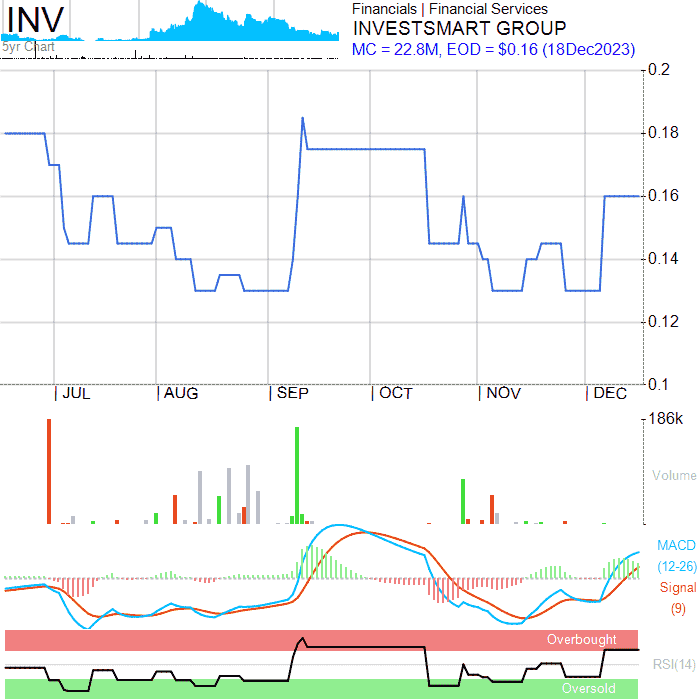 INV
5yr Chart
Financials | Financial Services
INVESTSMART GROUP
MC = 22.8M, EOD = $0.16 (18Dec2023)
0.2
0.18
0.16
0.14
0.12
0.1
JUL AUG SEP OCT NOV DEC
186k
Volume
MACD
(12-26)
Signal
(9)
Overbought
RSI(14)
Oversold